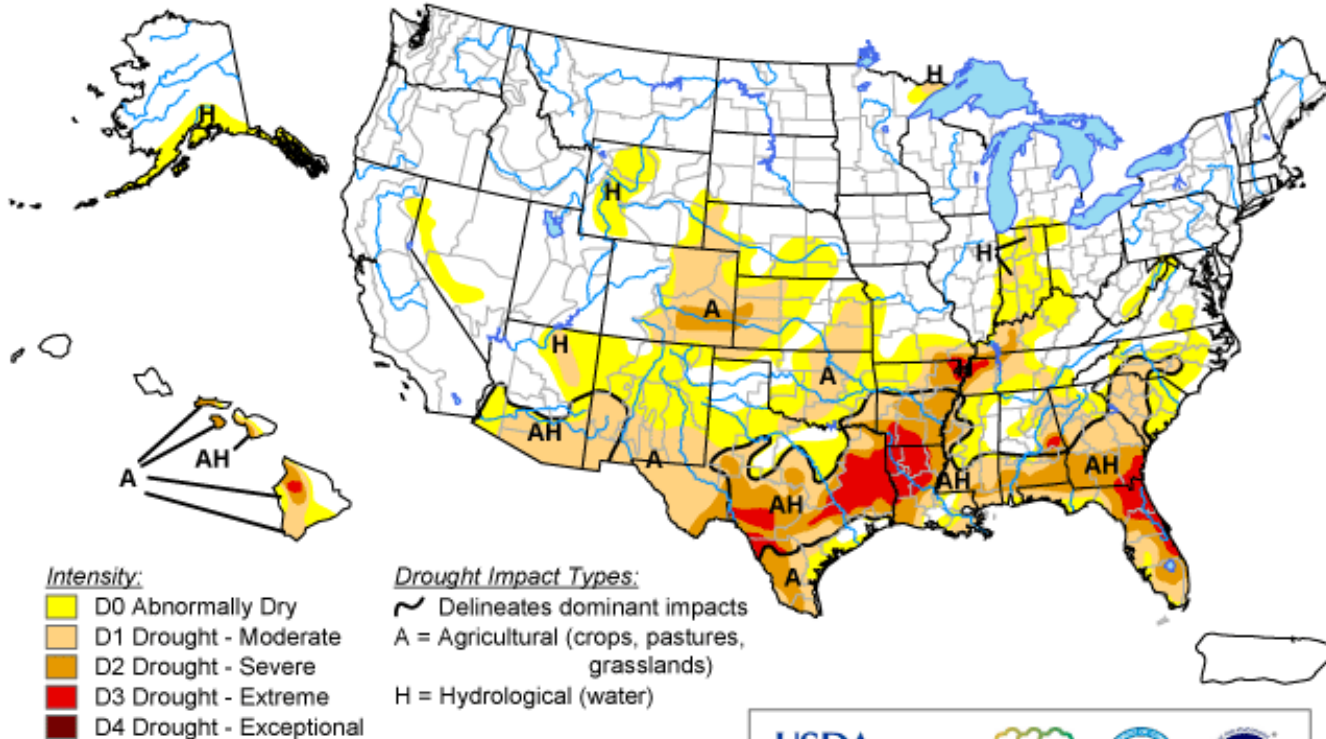 H
H
H
H
H
A
A
H
AH
A
AH
AH
AH
A
AH
A
Intensity:
D0 Abnormally Dry
D1 Drought - Moderate
D2 Drought - Severe
D3 Drought - Extreme
D4 Drought - Exceptional
Drought Impact Types:
Delineates dominant impacts
A = Agricultural (crops, pastures,
grasslands)
H = Hydrological (water)
USDA